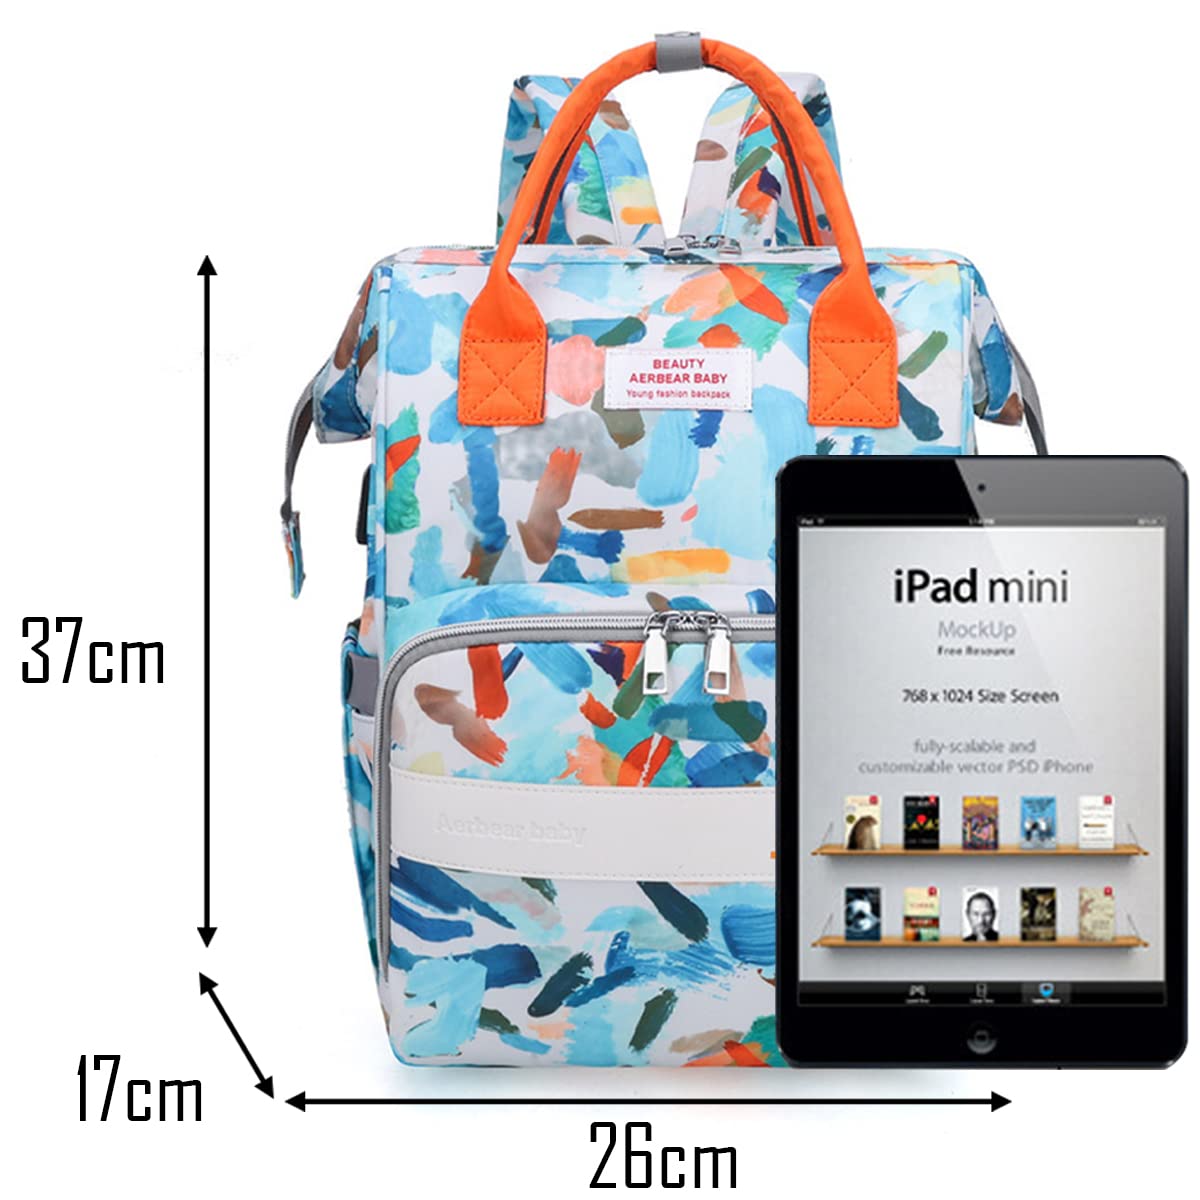 BEAUTY
AERBEAR BABY
Young fashion backpack
37cm
iPad mini
MockUp
Free Resource
768 x 1024 Size Screen
fully-scalable and
customizable vector PSD iPhone
Aerbear baby
17cm
26cm